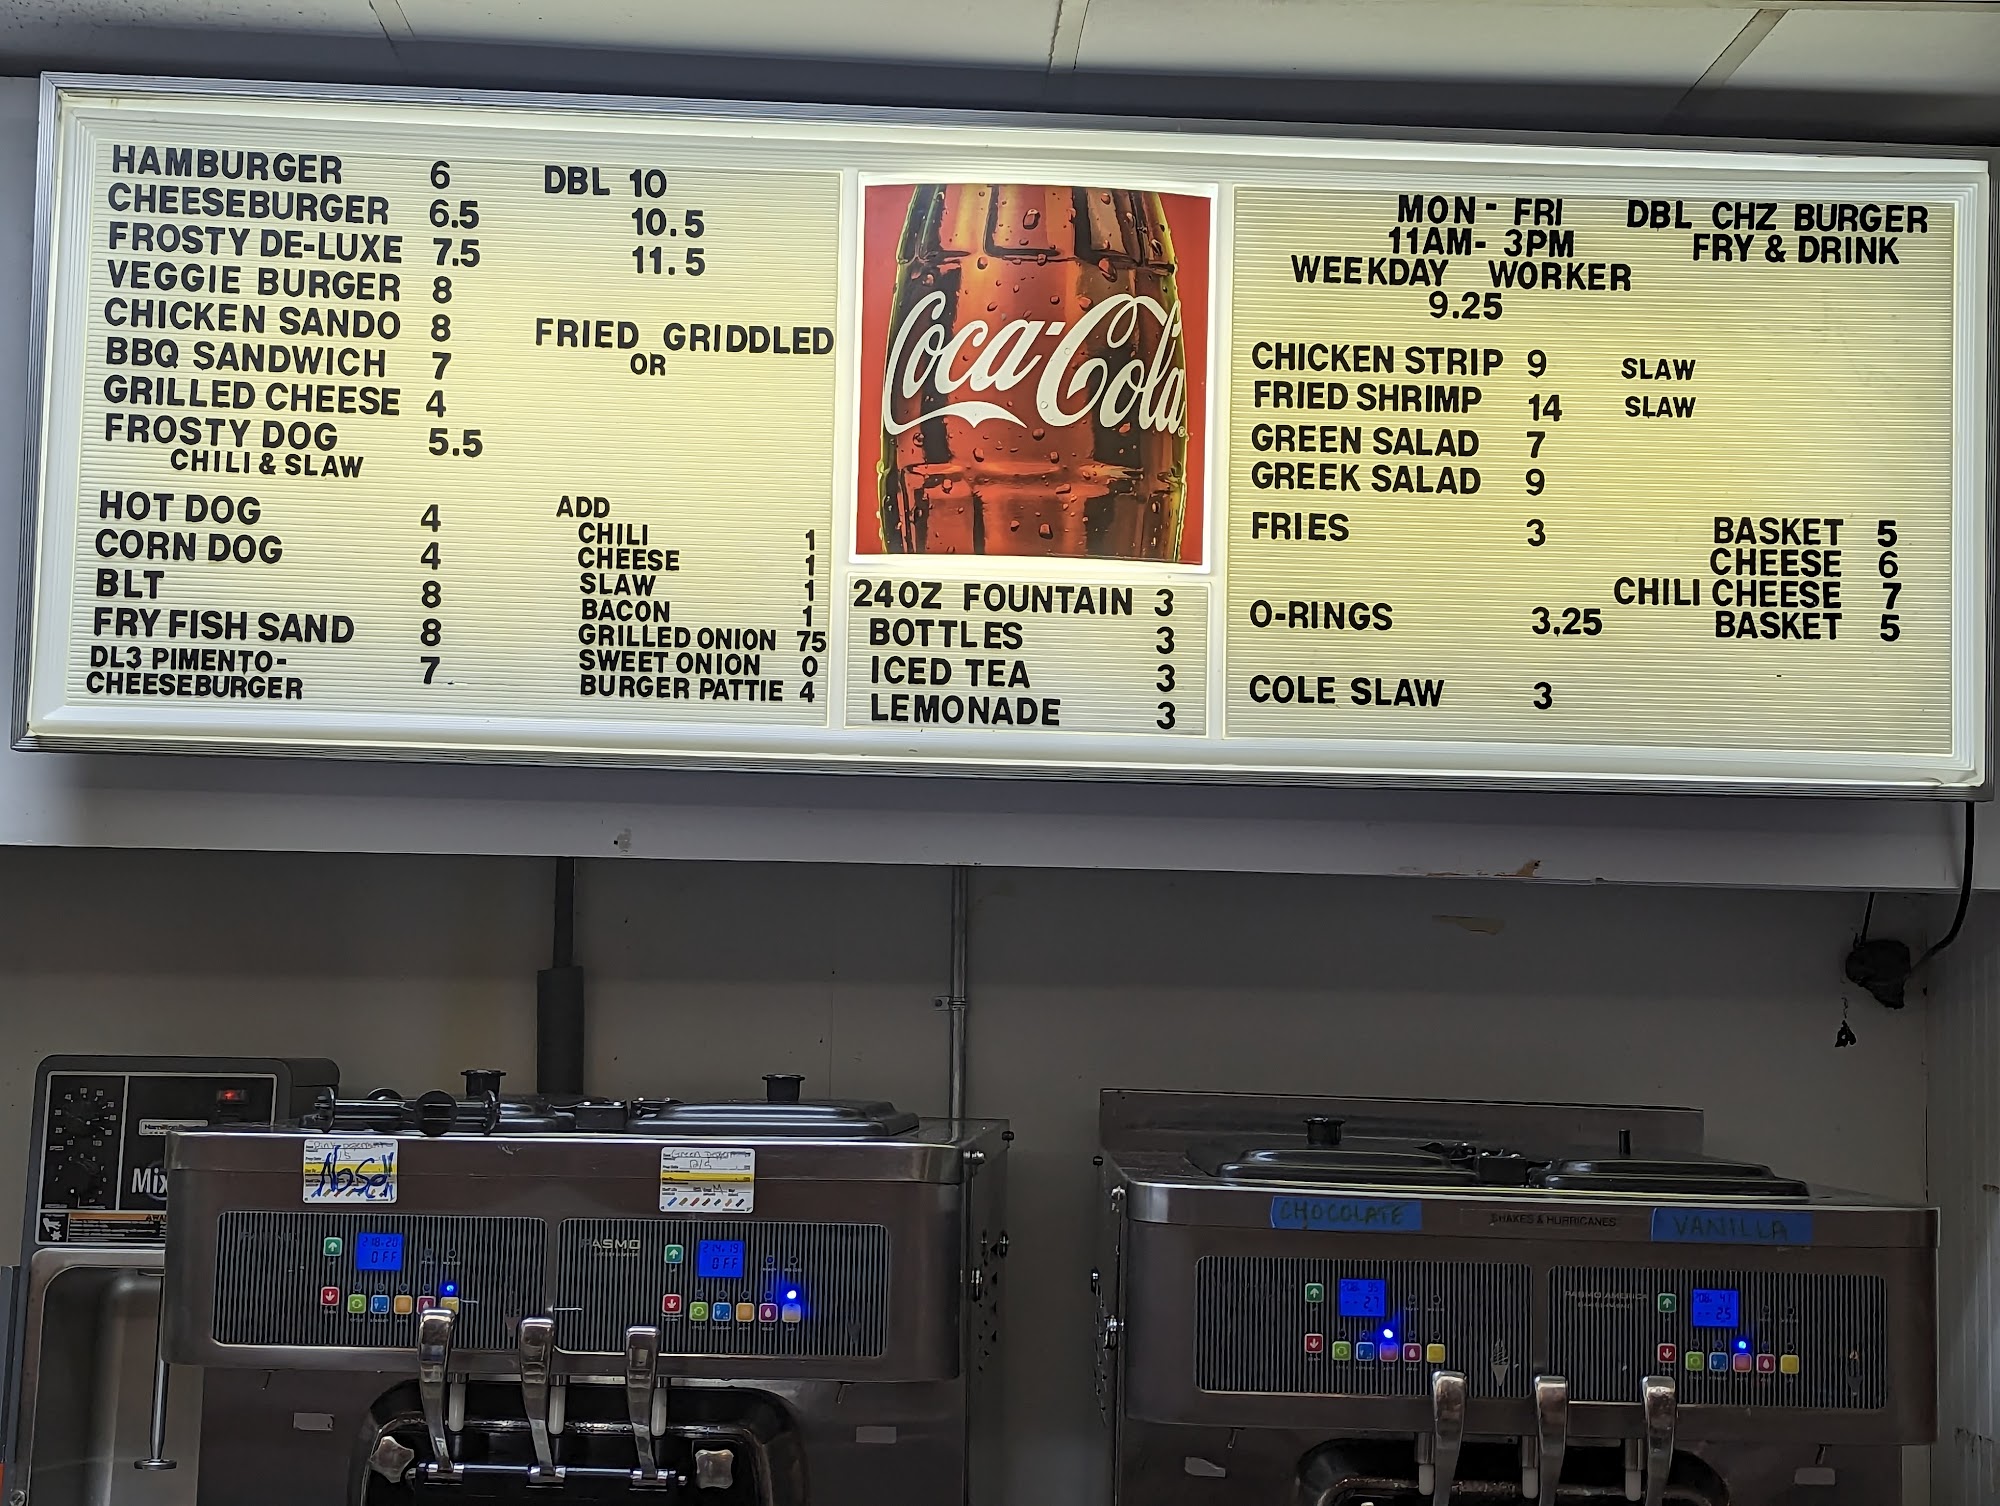 HAMBURGER 6 DBL 10
CHEESEBURGER 6.5 10.5
FROSTY DE-LUXE 7.5 11.5
VEGGIE BURGER 8
CHICKEN SANDO 8 FRIED GRIDDLED
OR
BBQ SANDWICH 7
GRILLED CHEESE 4
FROSTY DOG 5.5
CHILI & SLAW
HOT DOG 4
CORN DOG 4
BLT 8
FRY FISH SAND 8
DL3 PIMENTO- 7
CHEESEBURGER
ADD
CHILI 1
CHEESE 1
SLAW 1
BACON 1
GRILLED ONION 75
SWEET ONION 0
BURGER PATTIE 4
Coca-Cola
24OZ FOUNTAIN 3
BOTTLES 3
ICED TEA 3
LEMONADE 3
MON - FRI DBL CHZ BURGER
11AM- 3PM FRY & DRINK
WEEKDAY WORKER
9.25
CHICKEN STRIP 9 SLAW
FRIED SHRIMP 14 SLAW
GREEN SALAD 7
GREEK SALAD 9
FRIES 3 BASKET 5
CHEESE 6
CHILI CHEESE 7
O-RINGS 3,25 BASKET 5
COLE SLAW 3
Mix
OFF
PASMO
OFF
CHOCOLATE
SHAKES & HURRICANES
VANILLA
PASMO AMERICA